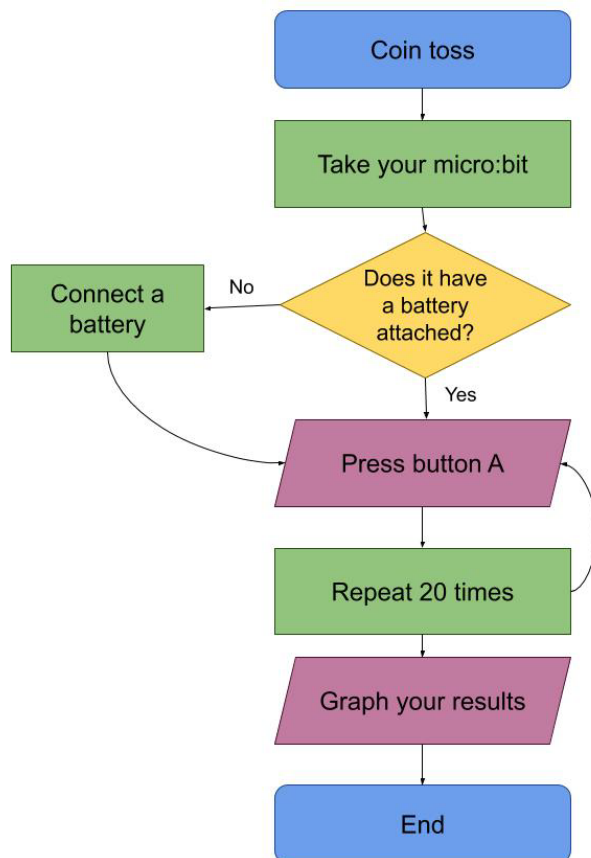 Coin toss
Take your micro:bit
Does it have
a battery
attached?
No
Connect a
battery
Yes
Press button A
Repeat 20 times
Graph your results
End